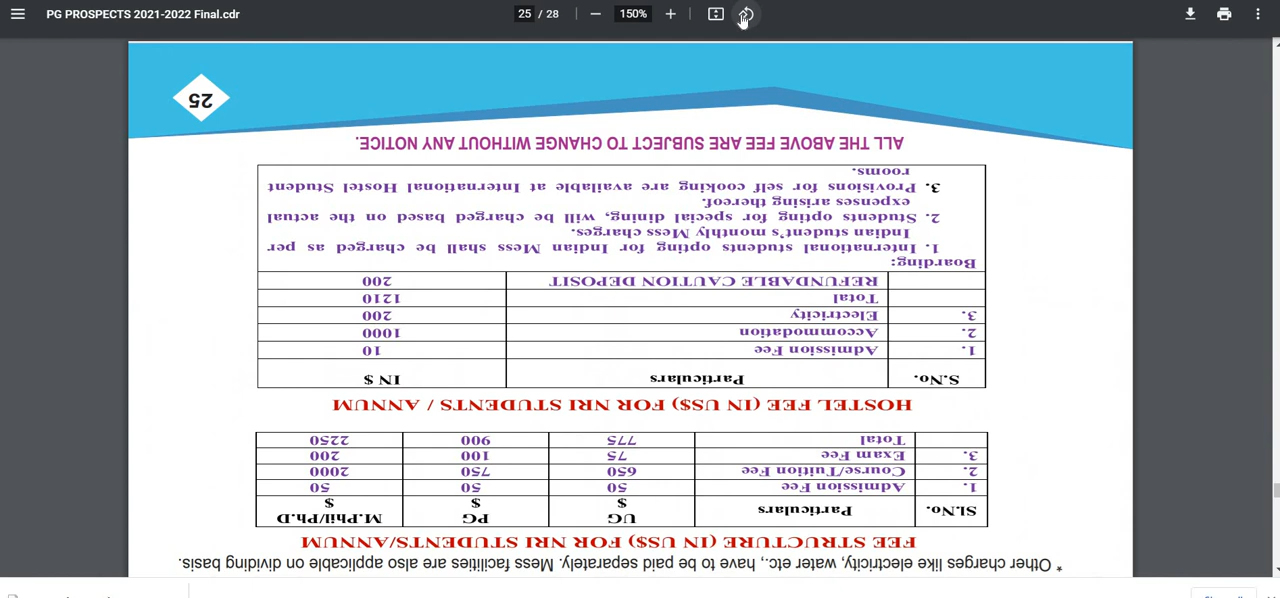 PG PROSPECTS 2021-2022 Final.cdr
25 / 28
150%
* Other charges like electricity, water etc., have to be paid separately. Mess facilities are also applicable on dividing basis.
FEE STRUCTURE (IN US$) FOR NRI STUDENTS/ANNUM
Sl.No. Particulars UG $ PG $ M.Phil/Ph.D $
1. Admission Fee 50 50 50
2. Course/Tuition Fee 650 750 2000
3. Exam Fee 75 100 200
Total 775 900 2250
HOSTEL FEE (IN US$) FOR NRI STUDENTS / ANNUM
S.No. Particulars IN $
1. Admission Fee 10
2. Accommodation 1000
3. Electricity 200
Total 1210
REFUNDABLE CAUTION DEPOSIT 200
Boarding:
1. International students opting for Indian Mess shall be charged as per
Indian student's monthly Mess charges.
2. Students opting for special dining, will be charged based on the actual
expenses arising thereof.
3. Provisions for self cooking are available at International Hostel Student
rooms.
ALL THE ABOVE FEE ARE SUBJECT TO CHANGE WITHOUT ANY NOTICE.
25